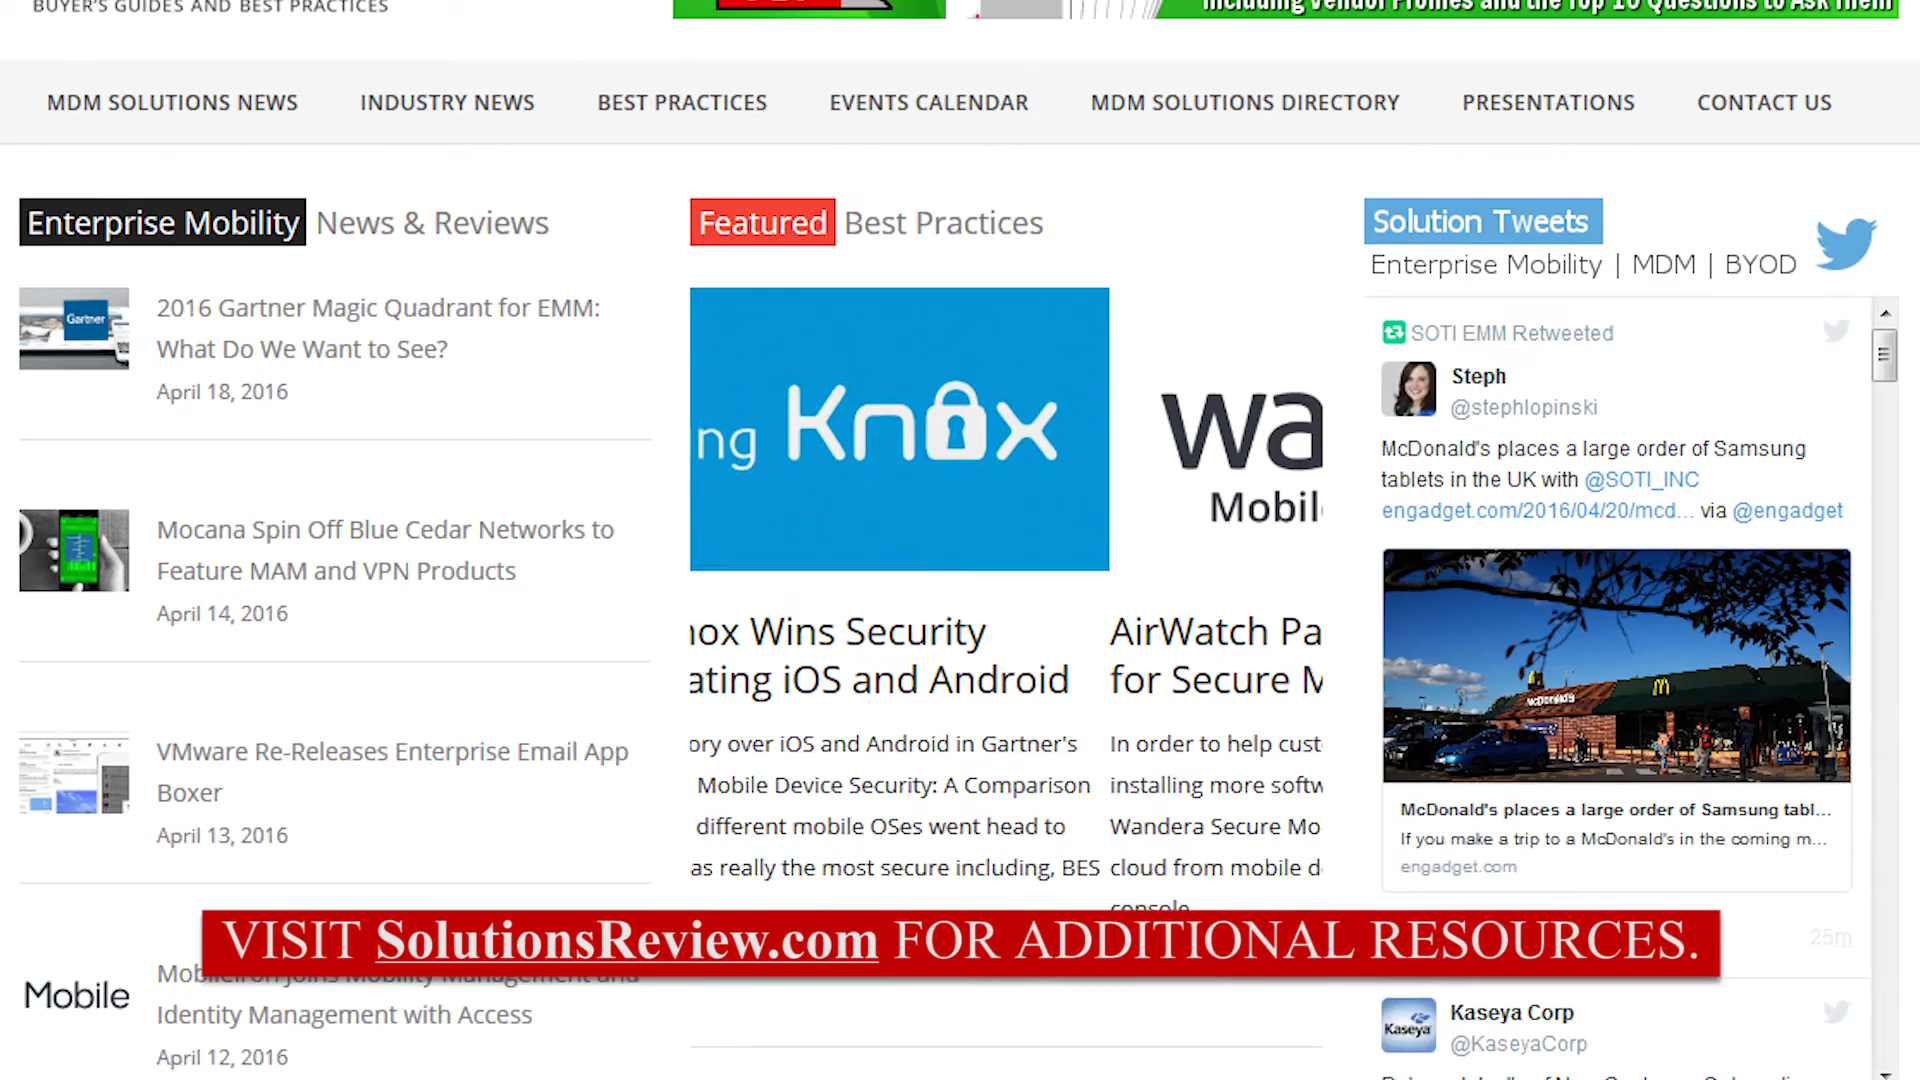 BUYER'S GUIDES AND BEST PRACTICES
Including Vendor Profiles and the Top 10 Questions to Ask Them
MDM SOLUTIONS NEWS
INDUSTRY NEWS
BEST PRACTICES
EVENTS CALENDAR
MDM SOLUTIONS DIRECTORY
PRESENTATIONS
CONTACT US
Enterprise Mobility News & Reviews
Gartner
2016 Gartner Magic Quadrant for EMM:
What Do We Want to See?
April 18, 2016
Mocana Spin Off Blue Cedar Networks to
Feature MAM and VPN Products
April 14, 2016
VMware Re-Releases Enterprise Email App
Boxer
April 13, 2016
Mobile
MobileIron Joins Mobility Management and
Identity Management with Access
April 12, 2016
Featured Best Practices
ng Knox
nox Wins Security
ating iOS and Android
ory over iOS and Android in Gartner's
Mobile Device Security: A Comparison
different mobile OSes went head to
as really the most secure including, BES
wa
Mobil
AirWatch Pa
for Secure M
In order to help cust
installing more softw
Wandera Secure Mo
cloud from mobile d
console
Solution Tweets
Enterprise Mobility | MDM | BYOD
SOTI EMM Retweeted
Steph
@stephlopinski
McDonald's places a large order of Samsung
tablets in the UK with @SOTI_INC
engadget.com/2016/04/20/mcd... via @engadget
McDonald's
McDonald's places a large order of Samsung tabl...
If you make a trip to a McDonald's in the coming m...
engadget.com
25m
Kaseya
Kaseya Corp
@KaseyaCorp
VISIT SolutionsReview.com FOR ADDITIONAL RESOURCES.